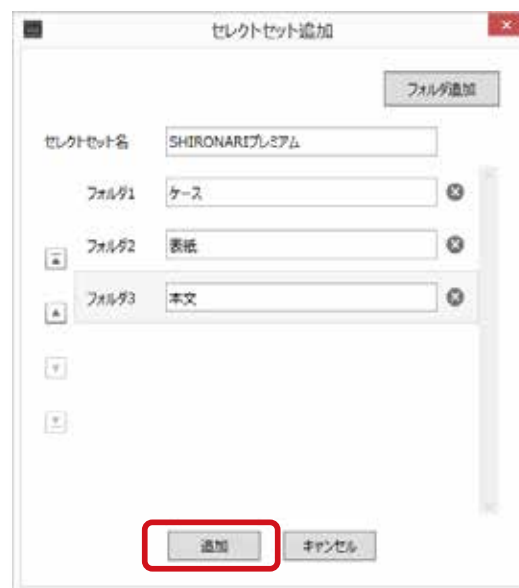 セレクトセット追加
フォルダ追加
セレクトセット名 SHIRONARIプレミアム
フォルダ1 ケース
フォルダ2 表紙
フォルダ3 本文
追加 キャンセル